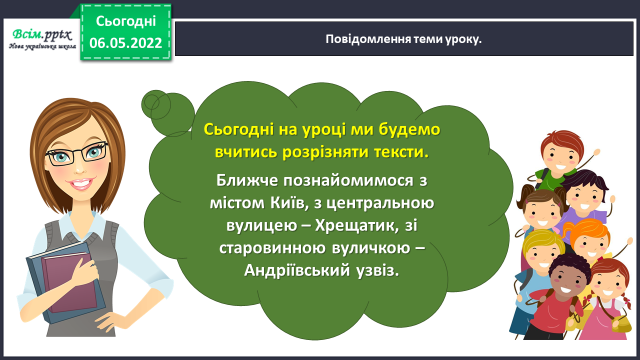 Всім.pptx
Нова українська школа
Сьогодні
06.05.2022
Повідомлення теми уроку.
Сьогодні на уроці ми будемо
вчитись розрізняти тексти.
Ближче познайомимося з
містом Київ, з центральною
вулицею – Хрещатик, зі
старовинною вуличкою –
Андріївський узвіз.